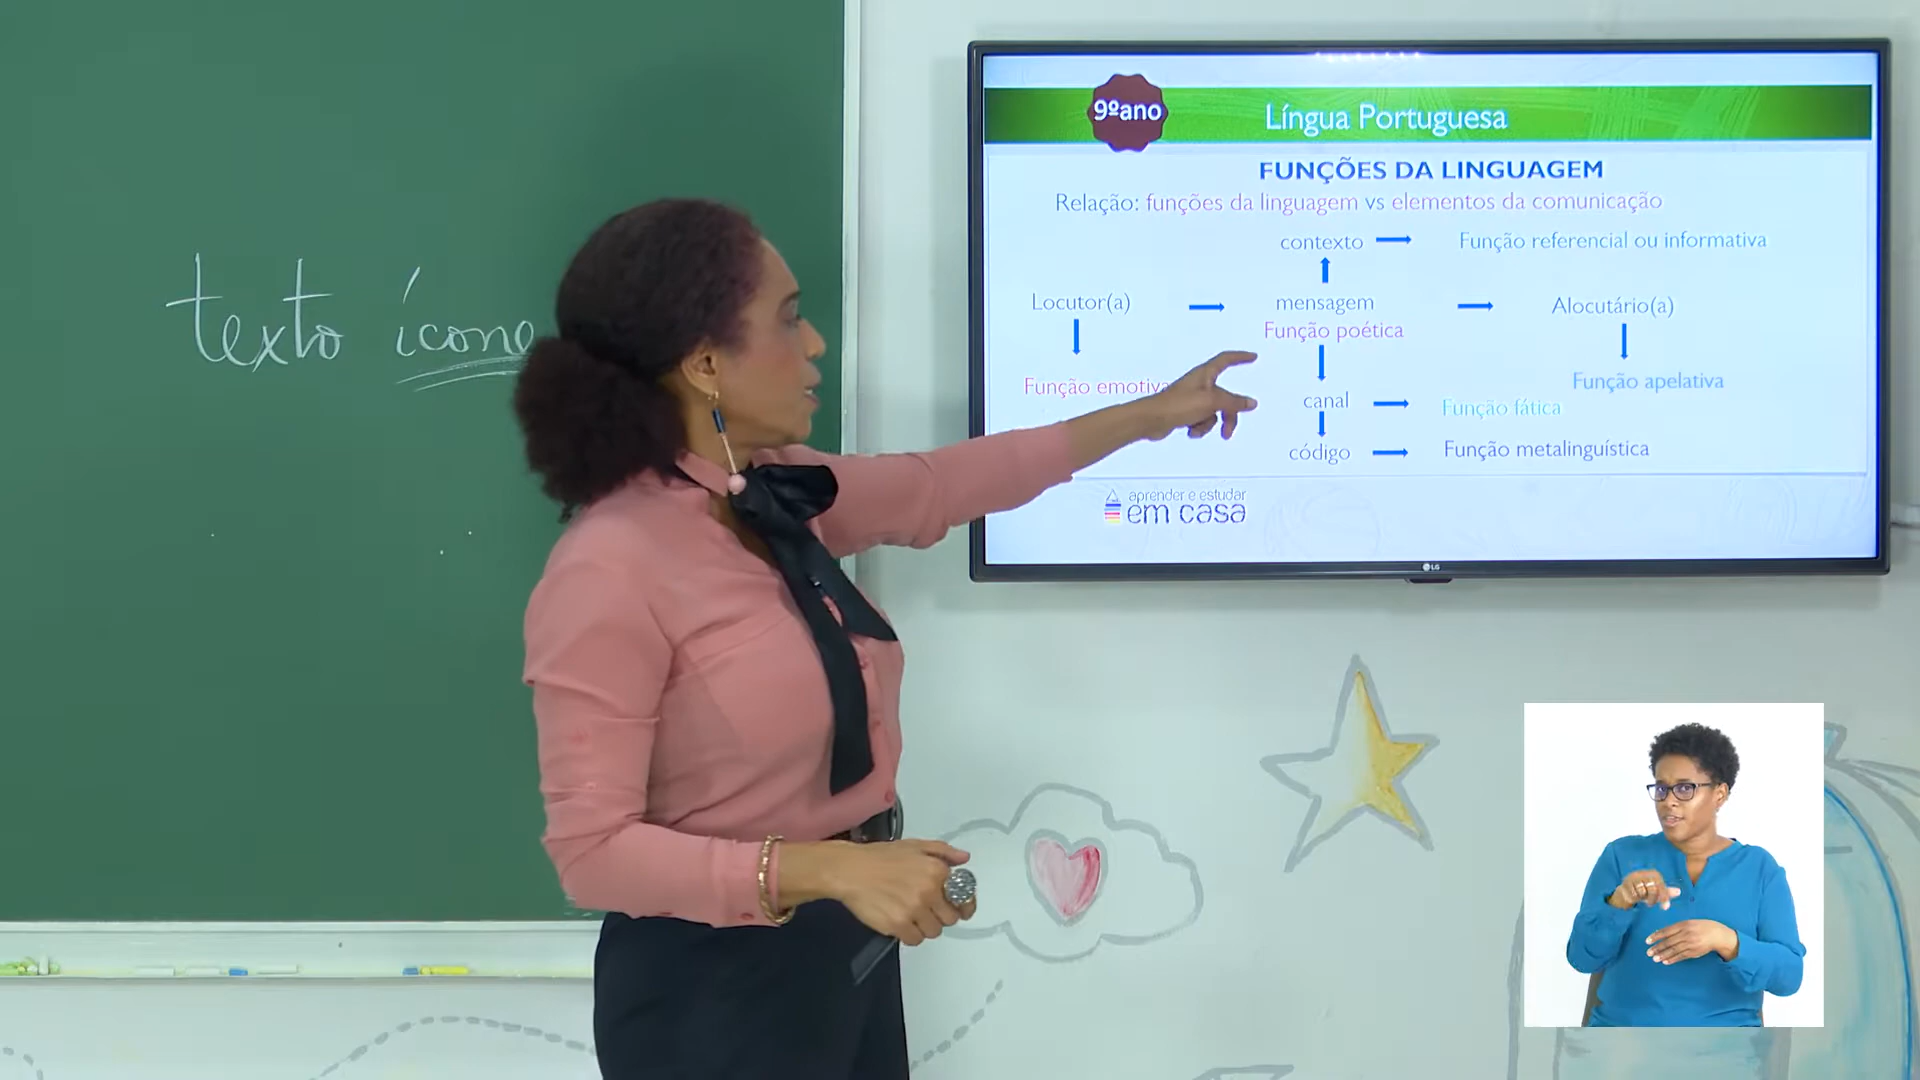 texto ícone
9ºano
Língua Portuguesa
FUNÇÕES DA LINGUAGEM
Relação: funções da linguagem vs elementos da comunicação
contexto Função referencial ou informativa
Locutor(a) mensagem Alocutário(a)
Função poética
Função emotiva Função apelativa
canal Função fática
código Função metalinguística
aprender e estudar
em casa
LG